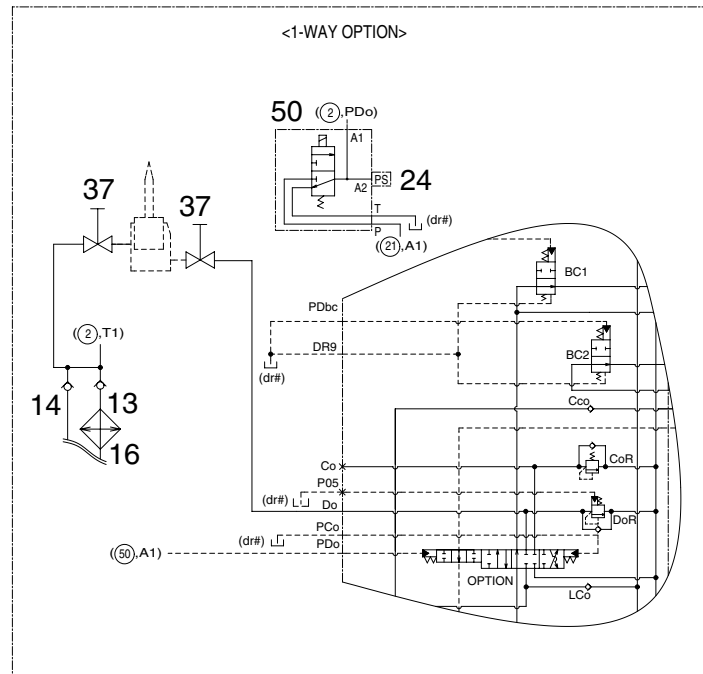 <1-WAY OPTION>
50
(2,PDo)
A1
37
PS
24
A2
37
T
(dr#)
P
(21,A1)
BC1
PDbc
(2,T1)
DR9
BC2
(dr#)
14
13
Cco
16
Co
CoR
P05
(dr#)
Do
DoR
PCo
(dr#)
PDo
(50,A1)
OPTION
LCo